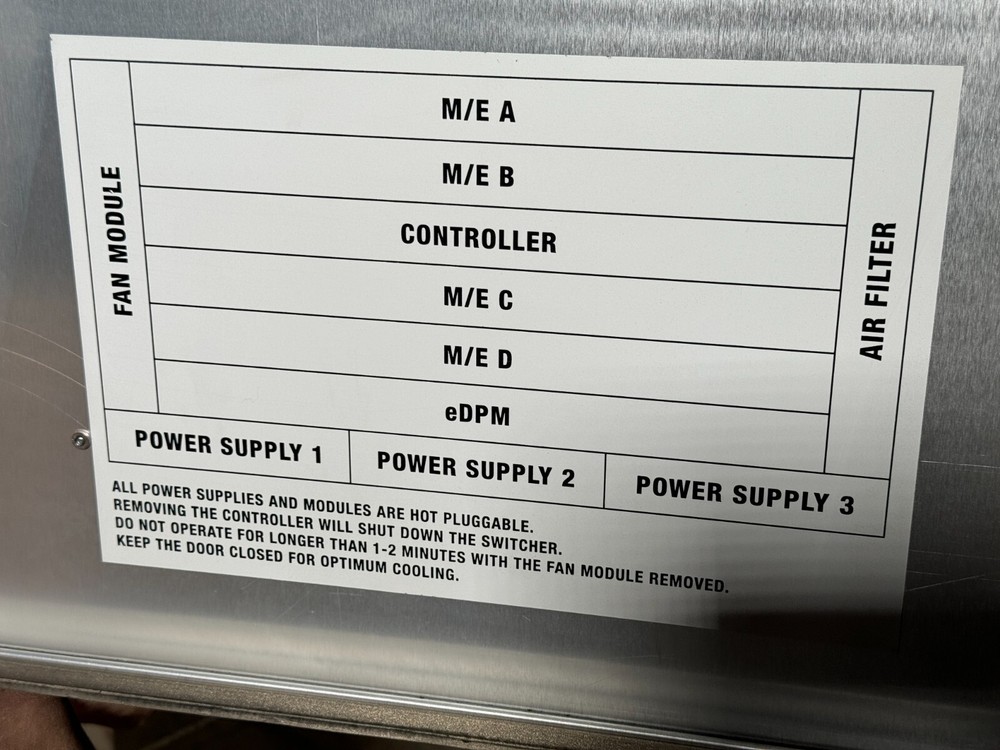 FAN MODULE
M/E A
M/E B
CONTROLLER
M/E C
M/E D
eDPM
AIR FILTER
POWER SUPPLY 1
POWER SUPPLY 2
POWER SUPPLY 3
ALL POWER SUPPLIES AND MODULES ARE HOT PLUGGABLE.
REMOVING THE CONTROLLER WILL SHUT DOWN THE SWITCHER.
DO NOT OPERATE FOR LONGER THAN 1-2 MINUTES WITH THE FAN MODULE REMOVED.
KEEP THE DOOR CLOSED FOR OPTIMUM COOLING.